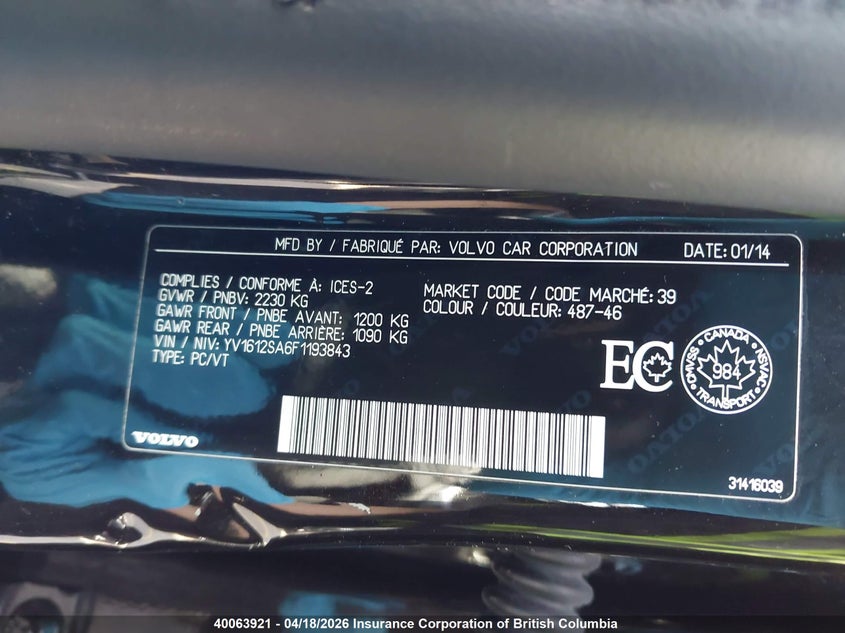 MFD BY / FABRIQUÉ PAR: VOLVO CAR CORPORATION DATE: 01/14
COMPLIES / CONFORME À: ICES-2
GVWR / PNBV: 2230 KG
GAWR FRONT / PNBE AVANT: 1200 KG
GAWR REAR / PNBE ARRIÈRE: 1090 KG
VIN / NIV: YV1612SA6F1193843
TYPE: PC/VT
MARKET CODE / CODE MARCHÉ: 39
COLOUR / COULEUR: 487-46
EC
CANADA
CMVSS 984 NSVAC
TRANSPORT
VOLVO
31416039
40063921 - 04/18/2026 Insurance Corporation of British Columbia